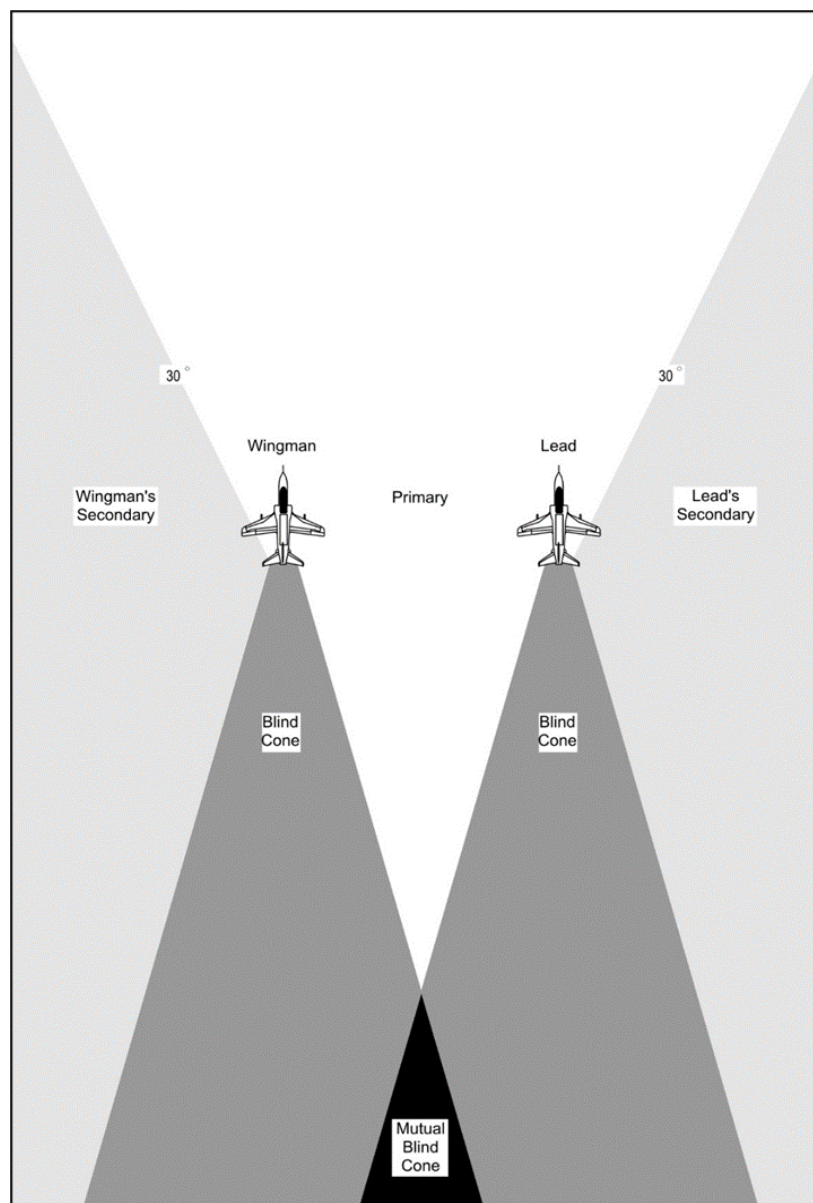 30°
30°
Wingman
Lead
Wingman's
Secondary
Primary
Lead's
Secondary
Blind
Cone
Blind
Cone
Mutual
Blind
Cone